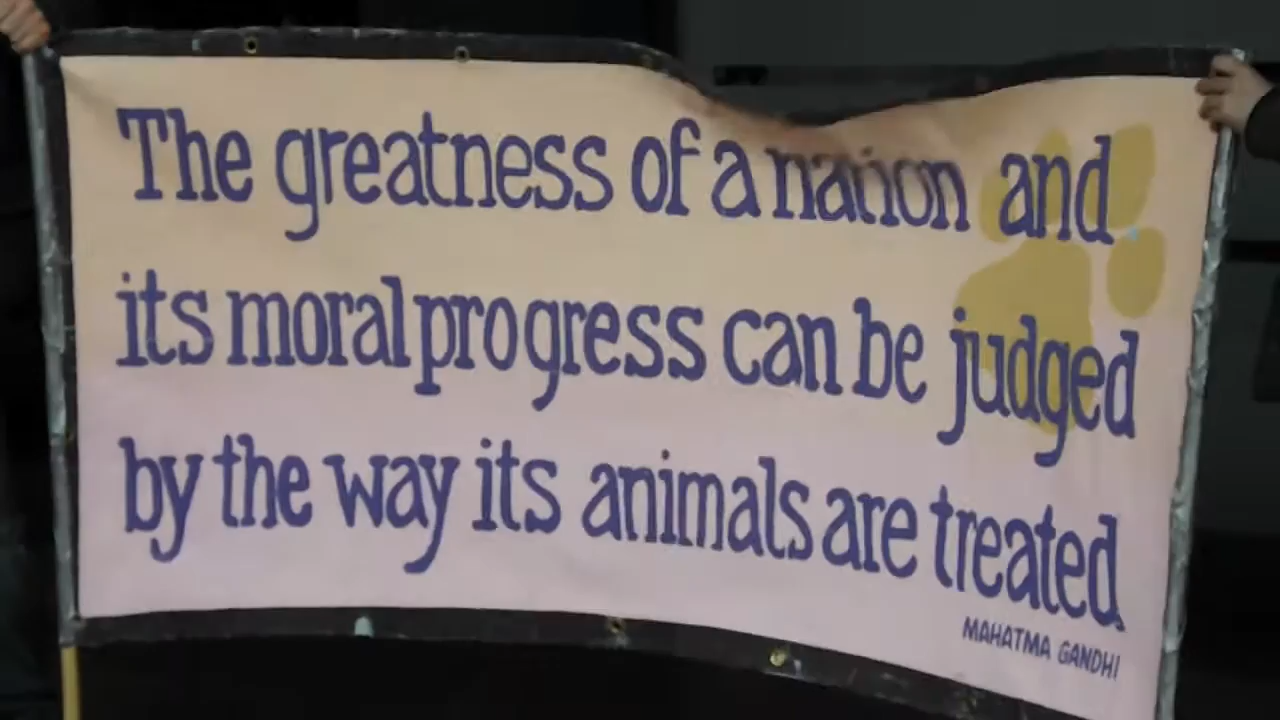 The greatness of a nation and
its moral progress can be judged
by the way its animals are treated
MAHATMA GANDHI